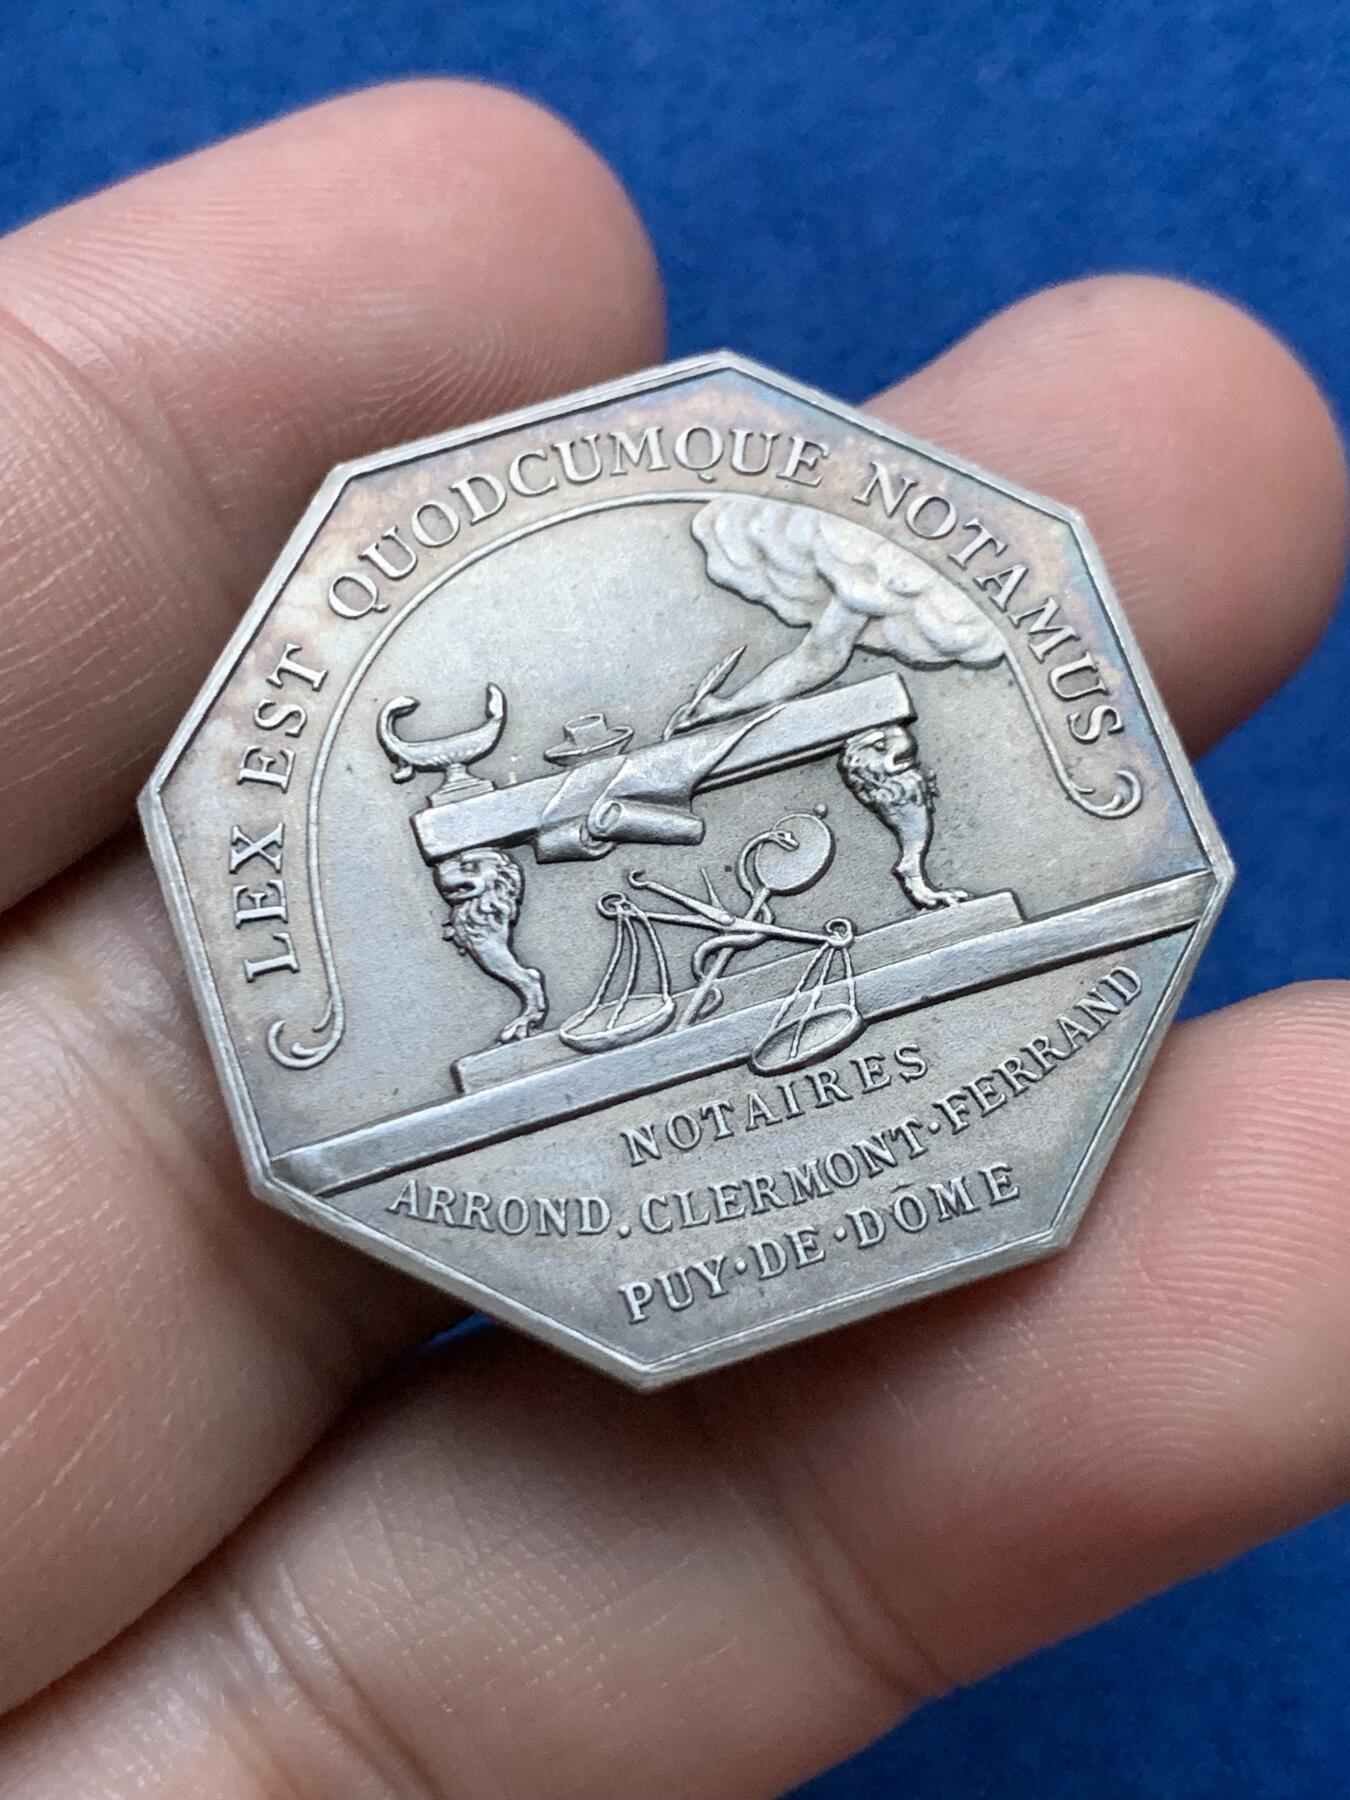 LEX EST QUODCUMQUE NOTAMUS
NOTAIRES
ARROND. CLERMONT·FERRAND
PUY·DE·DÔME